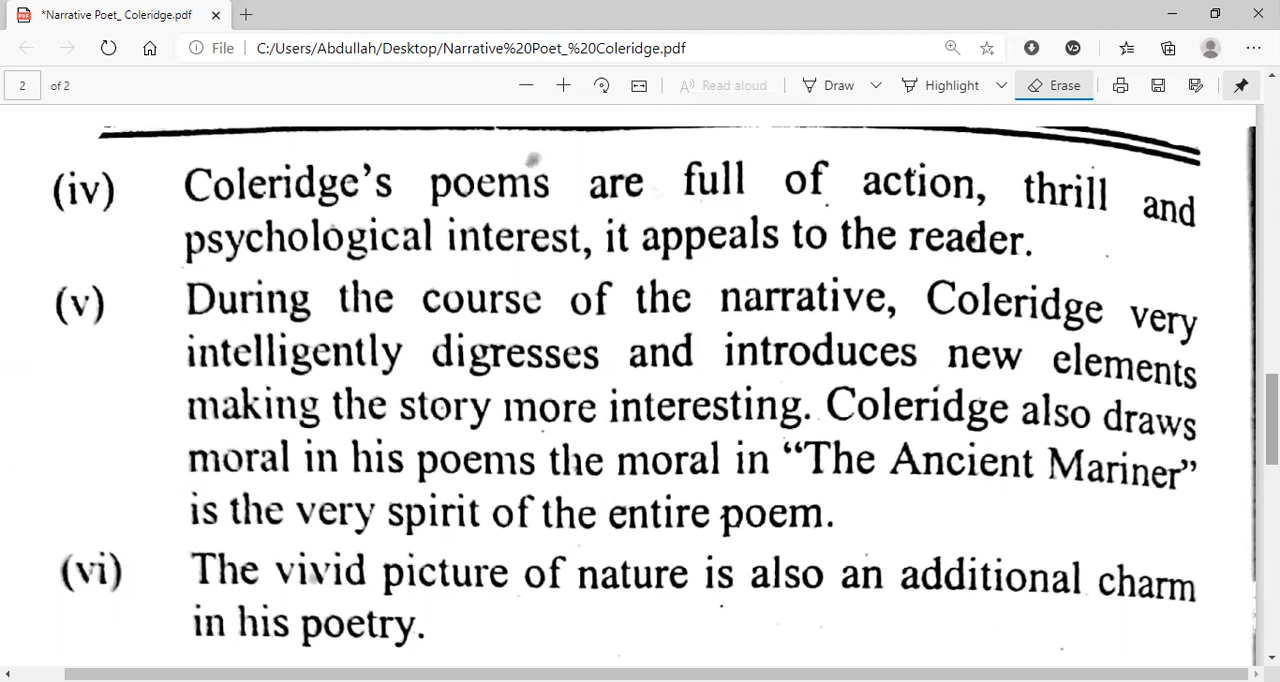 *Narrative Poet_ Coleridge.pdf
File C:/Users/Abdullah/Desktop/Narrative%20Poet_%20Coleridge.pdf
2 of 2 Read aloud Draw Highlight Erase
(iv) Coleridge's poems are full of action, thrill and
psychological interest, it appeals to the reader.
(v) During the course of the narrative, Coleridge very
intelligently digresses and introduces new elements
making the story more interesting. Coleridge also draws
moral in his poems the moral in “The Ancient Mariner”
is the very spirit of the entire poem.
(vi) The vivid picture of nature is also an additional charm
in his poetry.